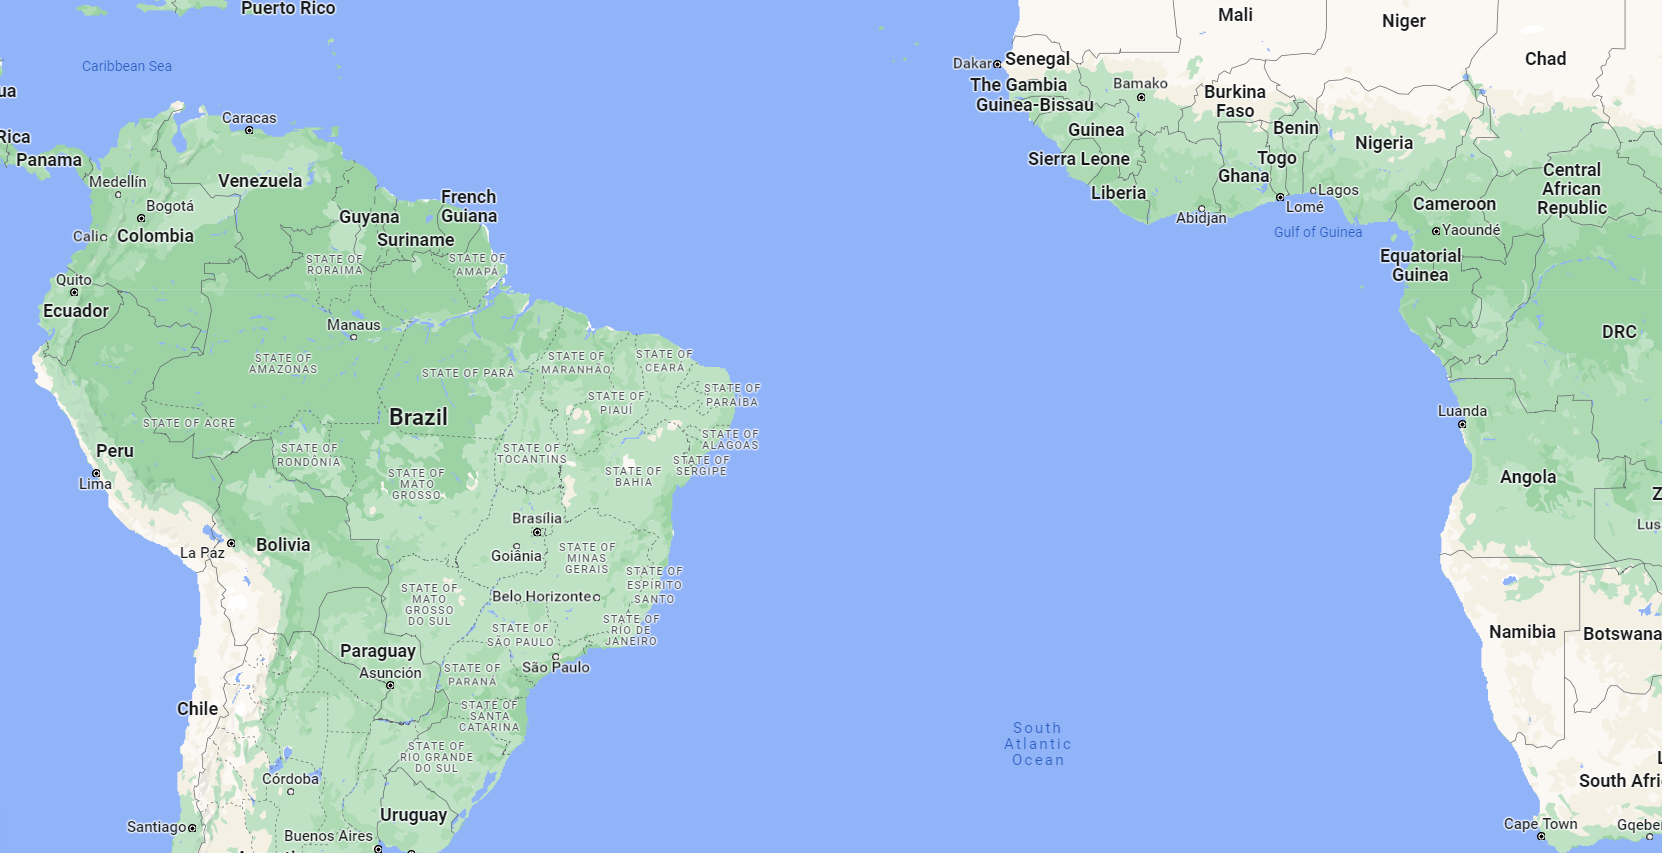 Puerto Rico
Caribbean Sea
Rica
Panama
Caracas
Medellín
Bogotá
Cali
Colombia
Venezuela
Guyana
French
Guiana
Suriname
STATE OF
RORAIMA
STATE OF
AMAPÁ
Quito
Ecuador
Manaus
STATE OF
AMAZONAS
STATE OF PARÁ
STATE OF
MARANHÃO
STATE OF
CEARÁ
STATE OF
PIAUÍ
STATE OF
PARAÍBA
STATE OF ACRE
Brazil
STATE OF
ALAGOAS
STATE OF
SERGIPE
Peru
Lima
STATE OF
RONDÔNIA
STATE OF
MATO
GROSSO
STATE OF
TOCANTINS
STATE OF
BAHIA
Brasília
Goiânia
La Paz
Bolivia
STATE OF
MINAS
GERAIS
STATE OF
ESPÍRITO
SANTO
STATE OF
MATO
GROSSO
DO SUL
Belo Horizonte
STATE OF
SÃO PAULO
STATE OF
RIO DE
JANEIRO
São Paulo
Paraguay
Asunción
STATE OF
PARANÁ
Chile
STATE OF
SANTA
CATARINA
STATE OF
RIO GRANDE
DO SUL
Córdoba
Santiago
Uruguay
Buenos Aires
South
Atlantic
Ocean
Mali
Niger
Chad
Dakar
Senegal
The Gambia
Guinea-Bissau
Bamako
Burkina
Faso
Guinea
Benin
Nigeria
Sierra Leone
Togo
Ghana
Liberia
Abidjan
Lagos
Lomé
Gulf of Guinea
Central
African
Republic
Cameroon
Yaoundé
Equatorial
Guinea
DRC
Luanda
Angola
Z
Lus
Namibia
Botswana
South Afri
Cape Town
Gqeber